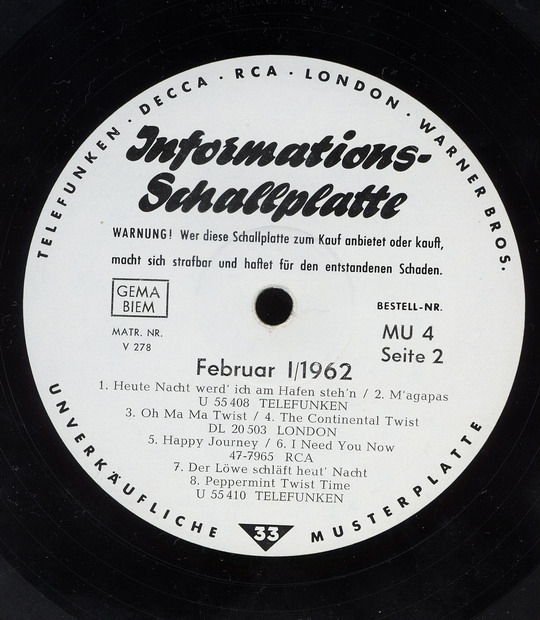 TELEFUNKEN · DECCA · RCA · LONDON · WARNER BROS.
Informations-
Schallplatte
WARNUNG! Wer diese Schallplatte zum Kauf anbietet oder kauft,
macht sich strafbar und haftet für den entstandenen Schaden.
GEMA
BIEM
MATR. NR.
V 278
BESTELL-NR.
MU 4
Seite 2
Februar I/1962
1. Heute Nacht werd' ich am Hafen steh'n / 2. M'agapas
U 55 408 TELEFUNKEN
3. Oh Ma Ma Twist / 4. The Continental Twist
DL 20 503 LONDON
5. Happy Journey / 6. I Need You Now
47-7965 RCA
7. Der Löwe schläft heut' Nacht
8. Peppermint Twist Time
U 55 410 TELEFUNKEN
UNVERKÄUFLICHE MUSTERPLATTE
33